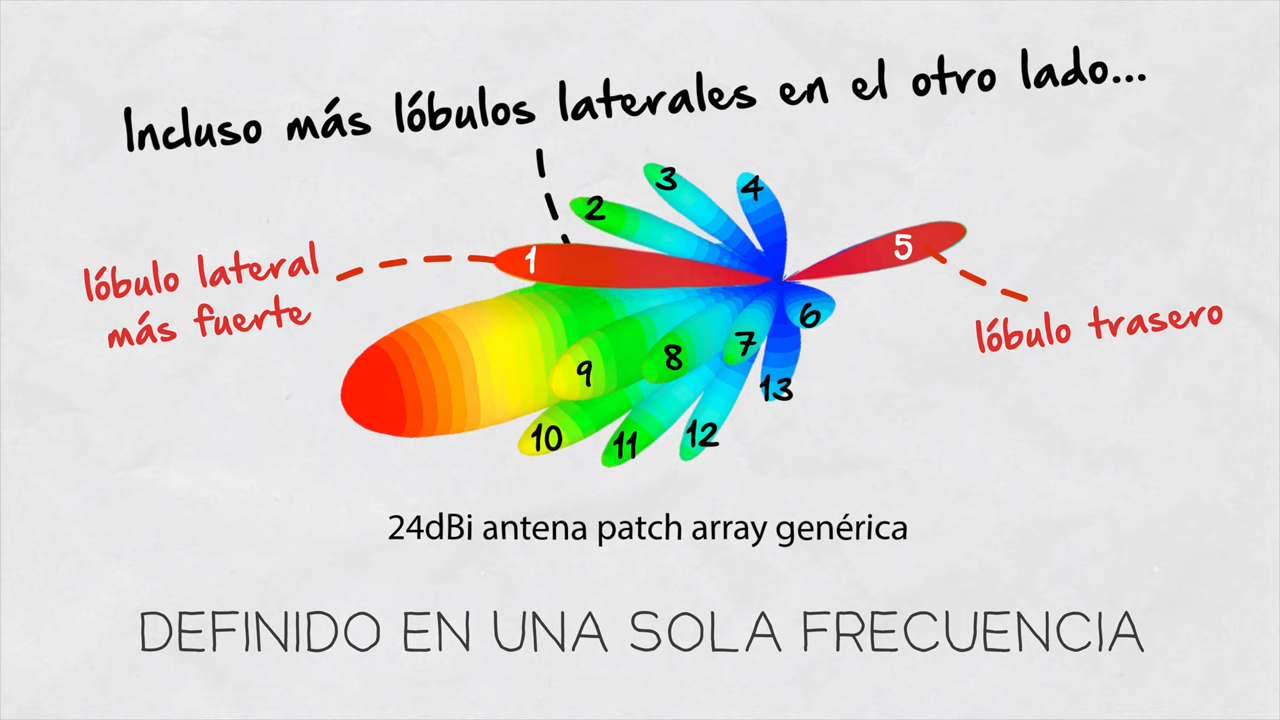 Incluso más lóbulos laterales en el otro lado...
3
4
2
1
5
lóbulo lateral
más fuerte
lóbulo trasero
6
7
8
9
13
10
11
12
24dBi antena patch array genérica
DEFINIDO EN UNA SOLA FRECUENCIA